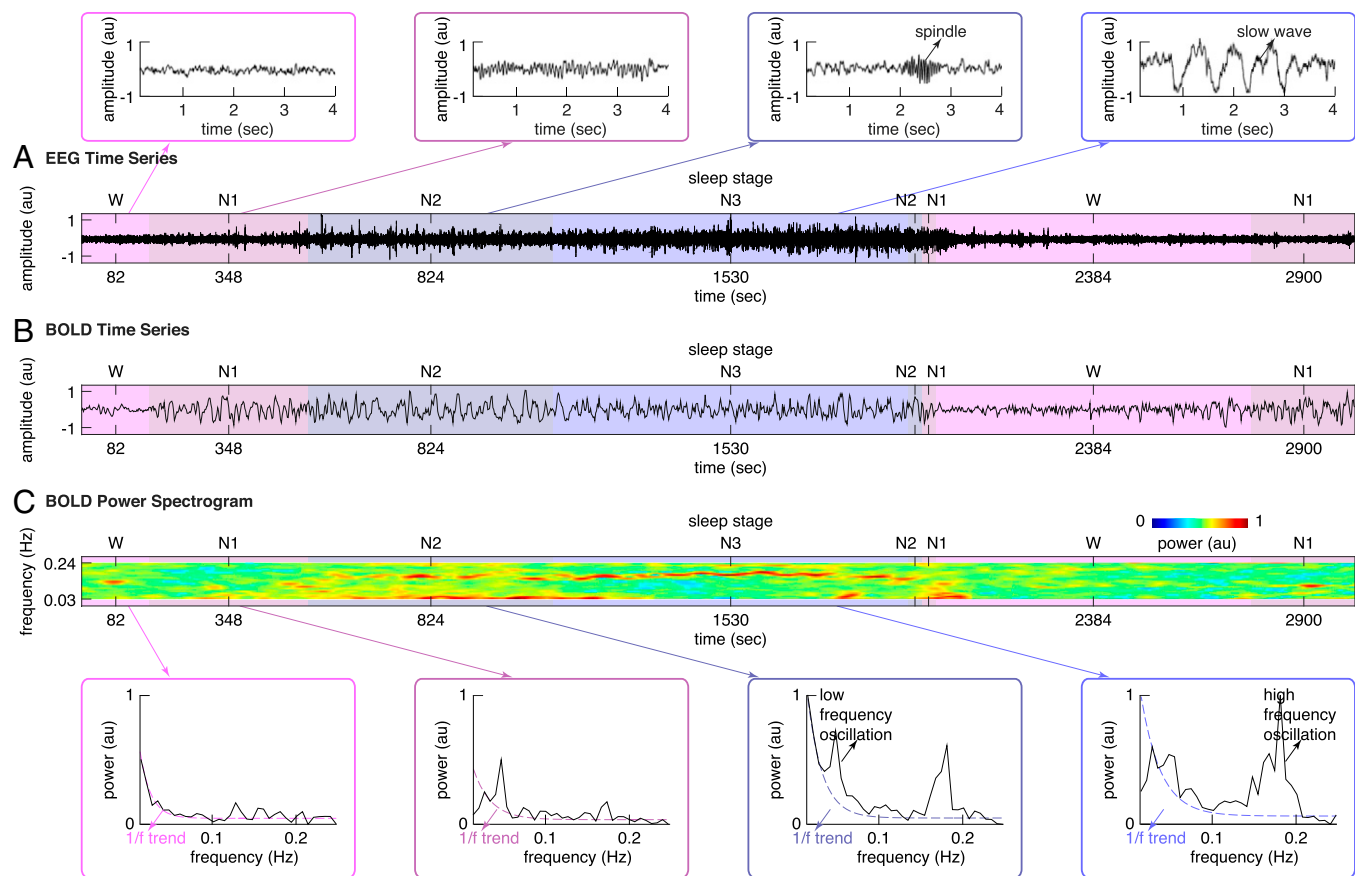 amplitude (au)
1
-1
1 2 3 4
time (sec)
amplitude (au)
1
-1
1 2 3 4
time (sec)
amplitude (au)
1
-1
spindle
1 2 3 4
time (sec)
amplitude (au)
1
-1
slow wave
1 2 3 4
time (sec)
A EEG Time Series
sleep stage
W N1 N2 N3 N2 N1 W N1
amplitude (au)
1
-1
82 348 824 1530 2384 2900
time (sec)
B BOLD Time Series
sleep stage
W N1 N2 N3 N2 N1 W N1
amplitude (au)
1
-1
82 348 824 1530 2384 2900
time (sec)
C BOLD Power Spectrogram
sleep stage
0 1
power (au)
W N1 N2 N3 N2 N1 W N1
frequency (Hz)
0.24
0.03
82 348 824 1530 2384 2900
time (sec)
power (au)
1
0
1/f trend
0.1 0.2
frequency (Hz)
power (au)
1
0
1/f trend
0.1 0.2
frequency (Hz)
power (au)
1
0
low
frequency
oscillation
1/f trend
0.1 0.2
frequency (Hz)
power (au)
1
0
high
frequency
oscillation
1/f trend
0.1 0.2
frequency (Hz)